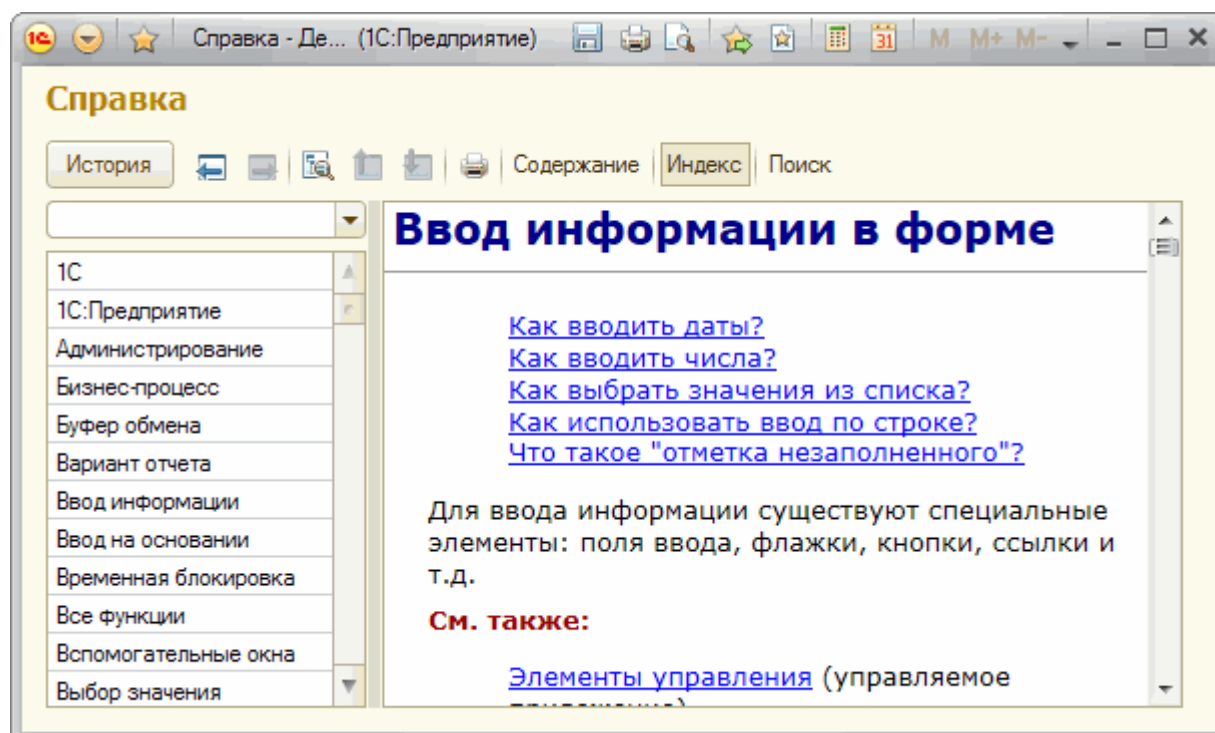 1С Справка - Де... (1С:Предприятие) 31 M M+ M-
Справка
История Содержание Индекс Поиск
Ввод информации в форме
1С
1С:Предприятие
Администрирование
Бизнес-процесс
Буфер обмена
Вариант отчета
Ввод информации
Ввод на основании
Временная блокировка
Все функции
Вспомогательные окна
Выбор значения
Как вводить даты?
Как вводить числа?
Как выбрать значения из списка?
Как использовать ввод по строке?
Что такое "отметка незаполненного"?
Для ввода информации существуют специальные
элементы: поля ввода, флажки, кнопки, ссылки и
т.д.
См. также:
Элементы управления (управляемое